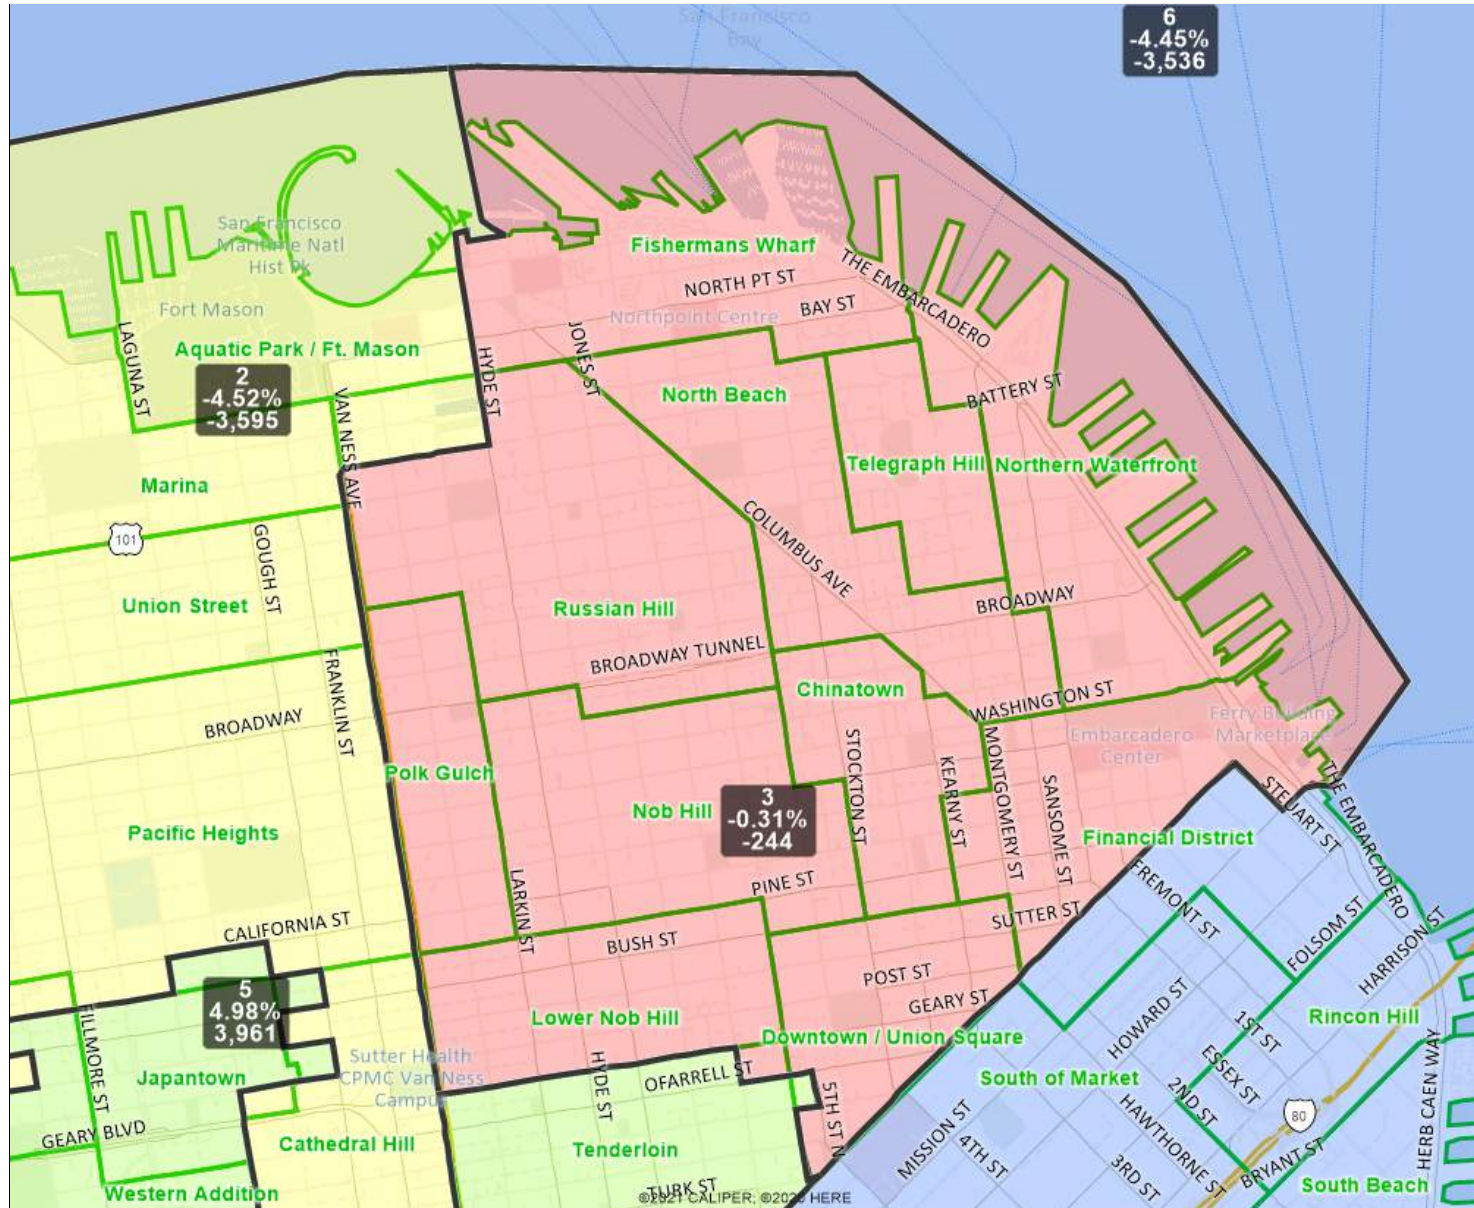 San Francisco
Bay
6
-4.45%
-3,536
San Francisco
Maritime Natl
Hist Pk
Fort Mason
Fishermans Wharf
NORTH PT ST
BAY ST
THE EMBARCADERO
Northpoint Centre
LAGUNA ST
Aquatic Park / Ft. Mason
2
-4.52%
-3,595
VAN NESS AVE
HYDE ST
JONES ST
North Beach
BATTERY ST
Marina
Telegraph Hill
Northern Waterfront
101
GOUGH ST
COLUMBUS AVE
Union Street
Russian Hill
BROADWAY
BROADWAY TUNNEL
FRANKLIN ST
BROADWAY
Chinatown
WASHINGTON ST
Ferry Building
Marketplace
Embarcadero
Center
Polk Gulch
STOCKTON ST
KEARNY ST
MONTGOMERY ST
SANSOME ST
STEUART ST
THE EMBARCADERO
Pacific Heights
Nob Hill
3
-0.31%
-244
Financial District
PINE ST
LARKIN ST
FREMONT ST
CALIFORNIA ST
BUSH ST
SUTTER ST
FOLSOM ST
HARRISON ST
5
4.98%
3,961
POST ST
GEARY ST
FILLMORE ST
Lower Nob Hill
Downtown / Union Square
HOWARD ST
1ST ST
Rincon Hill
Japantown
Sutter Health
CPMC Van Ness
Campus
HYDE ST
OFARRELL ST
5TH ST N
South of Market
ESSEX ST
2ND ST
HERB CAEN WAY
80
GEARY BLVD
Cathedral Hill
Tenderloin
MISSION ST
4TH ST
HAWTHORNE ST
3RD ST
BRYANT ST
Western Addition
TURK ST
South Beach
©2021 CALIPER; ©2020 HERE